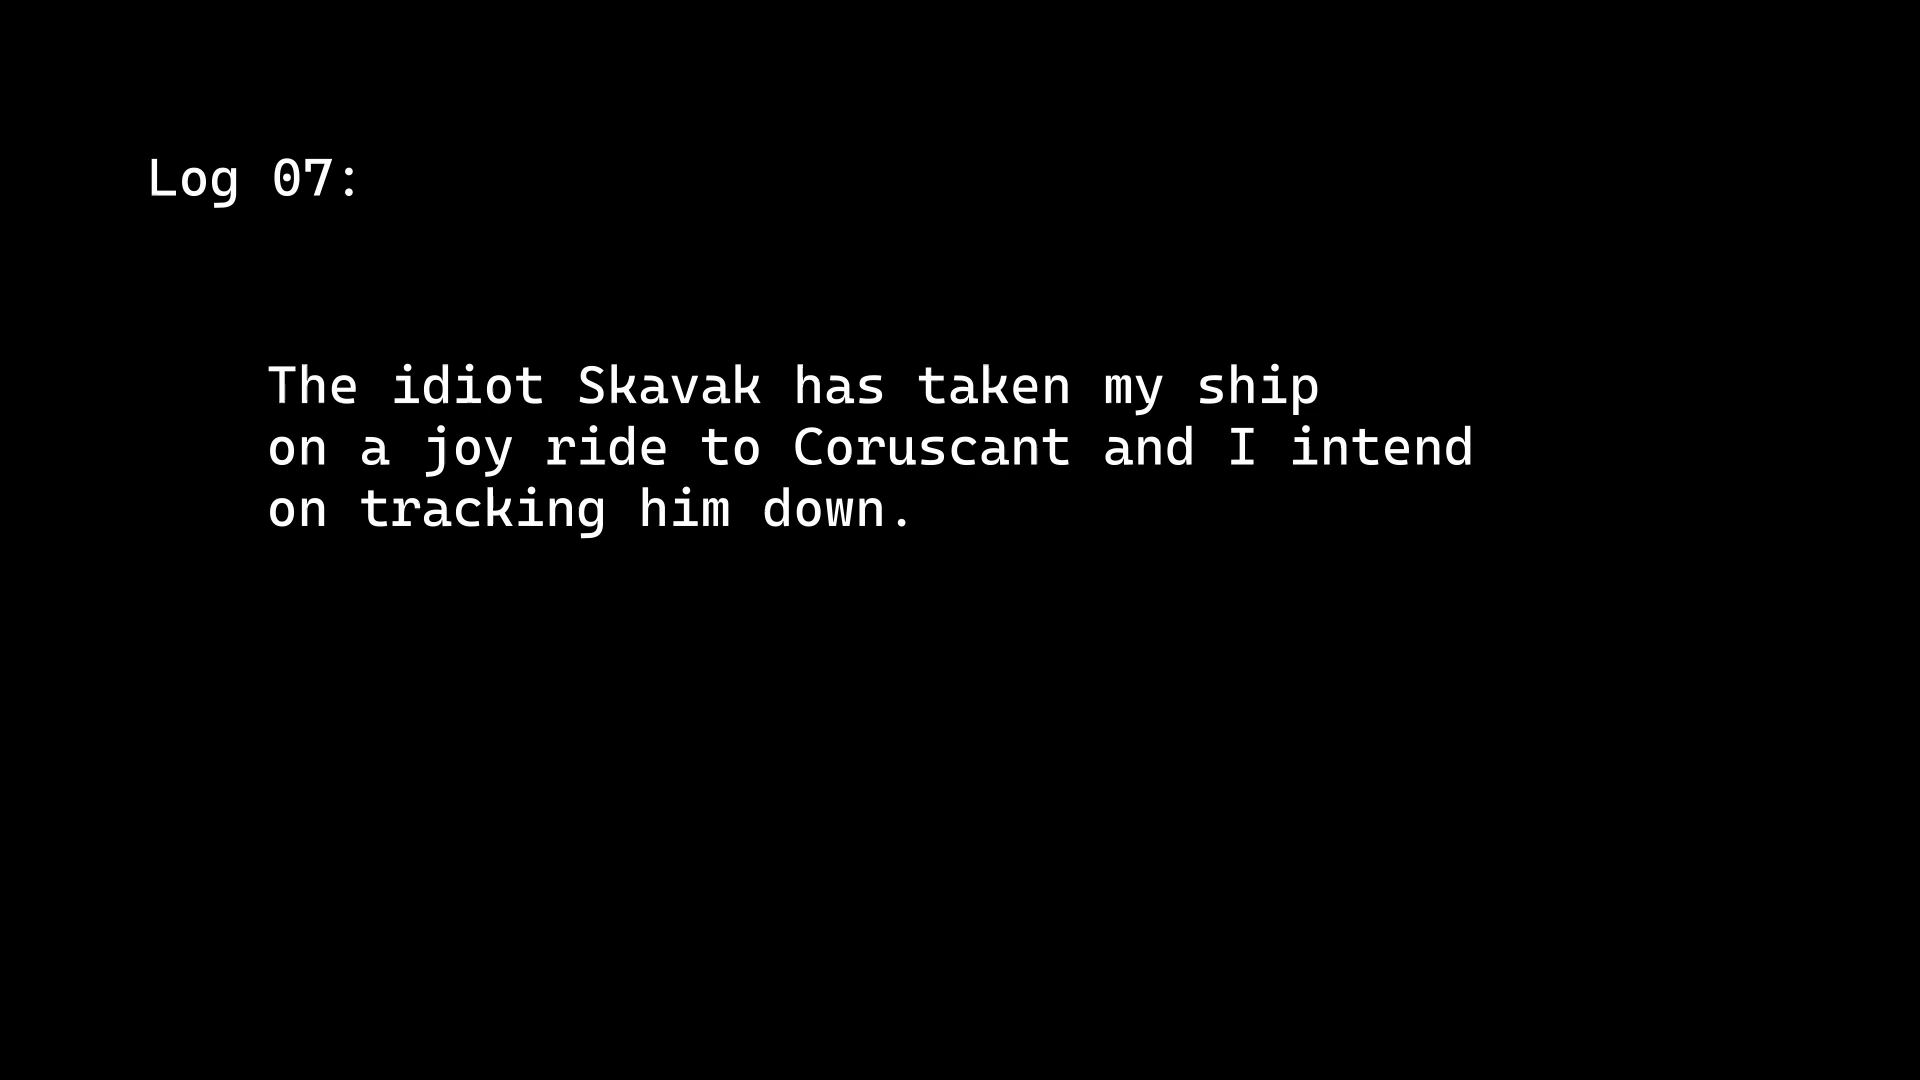 Log 07:
The idiot Skavak has taken my ship
on a joy ride to Coruscant and I intend
on tracking him down.